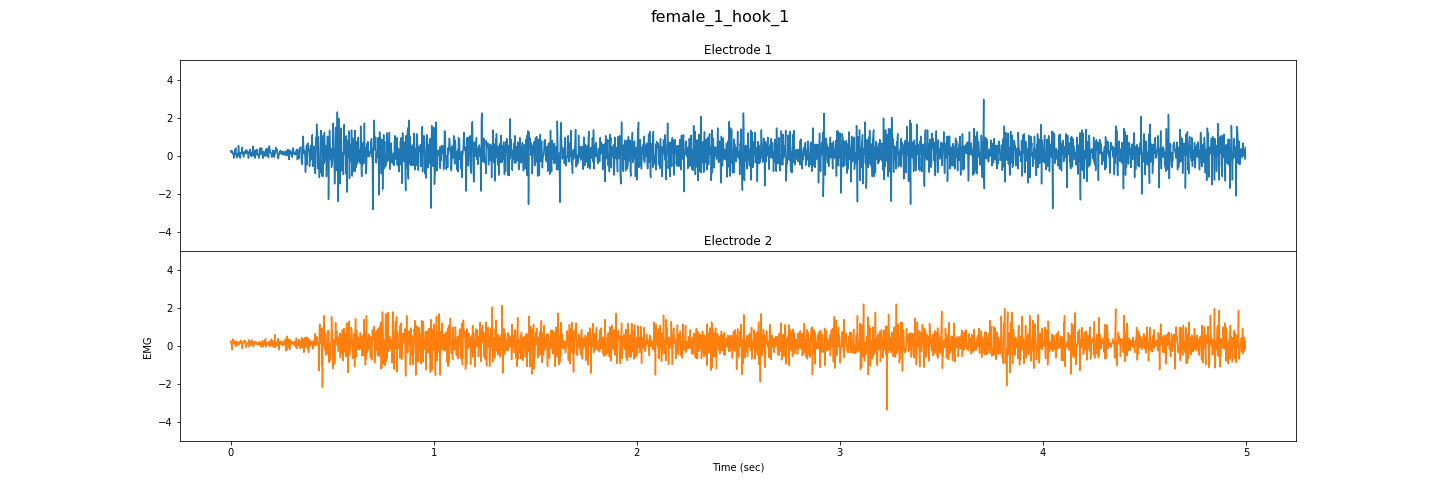 female_1_hook_1
Electrode 1
4
2
0
−2
−4
Electrode 2
4
2
0
−2
−4
EMG
0 1 2 3 4 5
Time (sec)